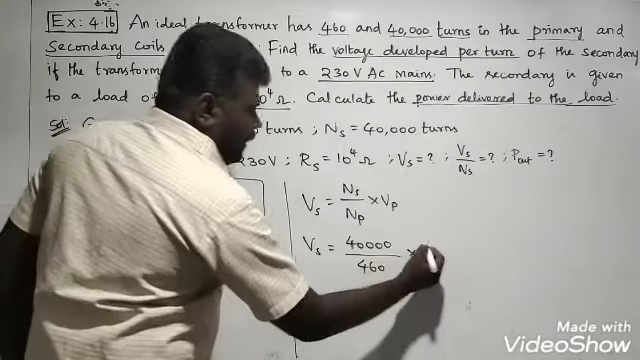 Ex: 4.16 An ideal transformer has 460 and 40,000 turns in the primary and
Secondary coils Find the voltage developed per turn of the secondary
if the to a 230 V Ac mains. The secondary is given
to a load of 10⁴ Ω. Calculate the power delivered to the load.
Sol: turns ; Nₛ = 40,000 turns
230V ; Rₛ = 10⁴ Ω ; Vₛ = ? ; Vₛ/Nₛ = ? ; Pout = ?
Vₛ = Nₛ/Nₚ × Vₚ
Vₛ = 40000/460 ×
Made with
VideoShow